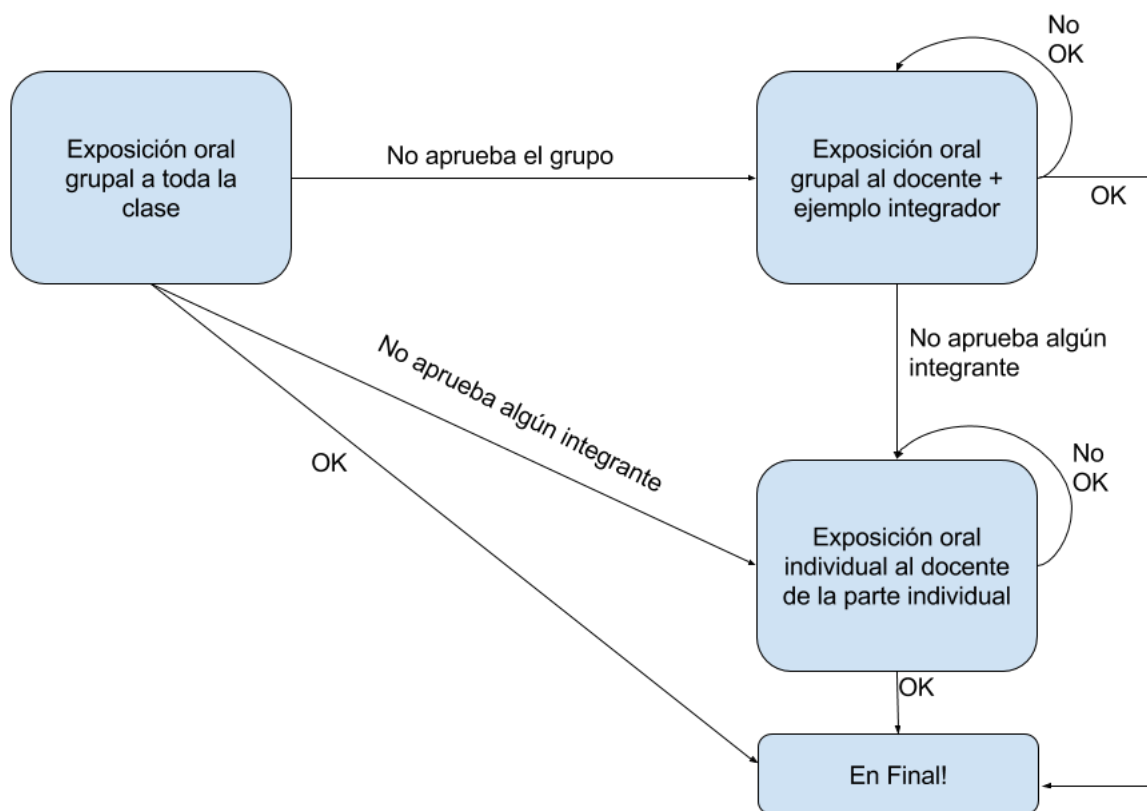 Exposición oral
grupal a toda la
clase
No aprueba el grupo
Exposición oral
grupal al docente +
ejemplo integrador
No
OK
OK
No aprueba algún
integrante
No aprueba algún integrante
OK
No
OK
Exposición oral
individual al docente
de la parte individual
OK
En Final!